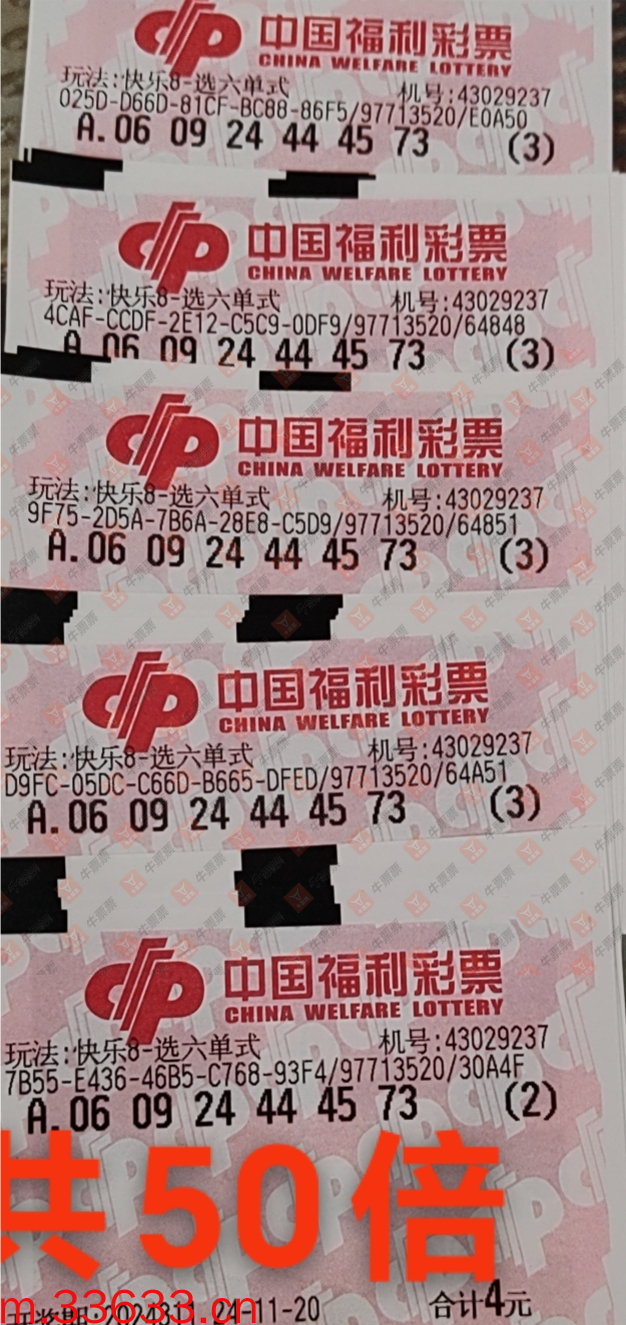 中国福利彩票
CHINA WELFARE LOTTERY
玩法:快乐8-选六单式 机号:43029237
025D-D66D-81CF-BC88-86F5/97713520/E0A50
A.06 09 24 44 45 73 (3)
中国福利彩票
CHINA WELFARE LOTTERY
玩法:快乐8-选六单式 机号:43029237
4CAF-CCDF-2E12-C5C9-0DF9/97713520/64848
A 06 09 24 44 45 73 (3)
中国福利彩票
CHINA WELFARE LOTTERY
玩法:快乐8-选六单式 机号:43029237
9F75-2D5A-7B6A-28E8-C5D9/97713520/64851
A.06 09 24 44 45 73 (3)
中国福利彩票
CHINA WELFARE LOTTERY
玩法:快乐8-选六单式 机号:43029237
D9FC-05DC-C66D-B665-DFED/97713520/64A51
A.06 09 24 44 45 73 (3)
中国福利彩票
CHINA WELFARE LOTTERY
玩法:快乐8-选六单式 机号:43029237
7B55-E436-46B5-C768-93F4/97713520/30A4F
A.06 09 24 44 45 73 (2)
共50倍
m.33633.cn
开奖期:2024311 24-11-20 合计4元